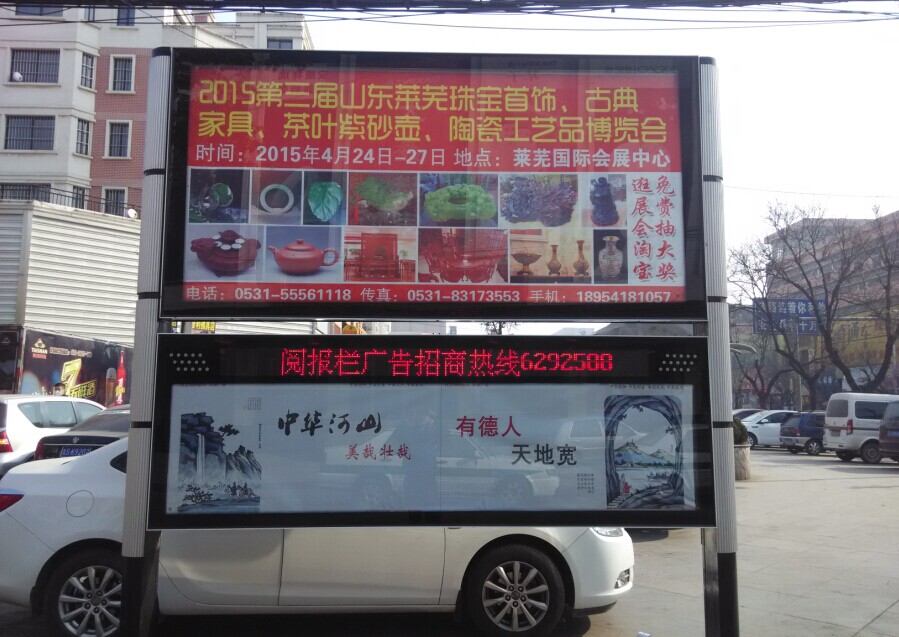 2015第三届山东莱芜珠宝首饰、古典
家具、茶叶紫砂壶、陶瓷工艺品博览会
时间：2015年4月24日-27日 地点：莱芜国际会展中心
免费抽大奖
逛展会淘宝
电话：0531-55561118 传真：0531-83173553 手机：18954181057
阅报栏广告招商热线6292500
中华河山
美哉壮哉
有德人
天地宽